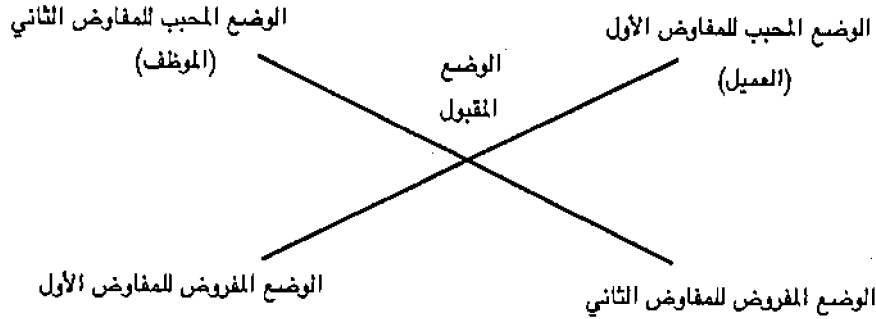 الوضع المحبب للمفاوض الأول
(العميل)
الوضع
المقبول
الوضع المحبب للمفاوض الثاني
(الموظف)
الوضع المفروض للمفاوض الثاني
الوضع المفروض للمفاوض الأول